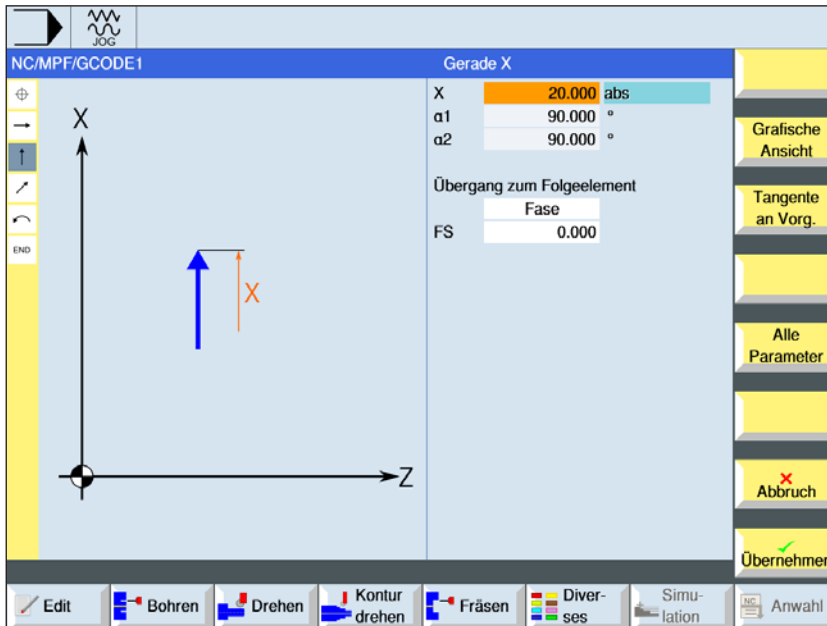 JOG
NC/MPF/GCODE1
Gerade X
X 20.000 abs
α1 90.000 °
α2 90.000 °
Übergang zum Folgeelement
Fase
FS 0.000
X
X
Z
END
Grafische
Ansicht
Tangente
an Vorg.
Alle
Parameter
Abbruch
Übernehmen
Edit
Bohren
Drehen
Kontur
drehen
Fräsen
Diver-
ses
Simu-
lation
NC
Anwahl